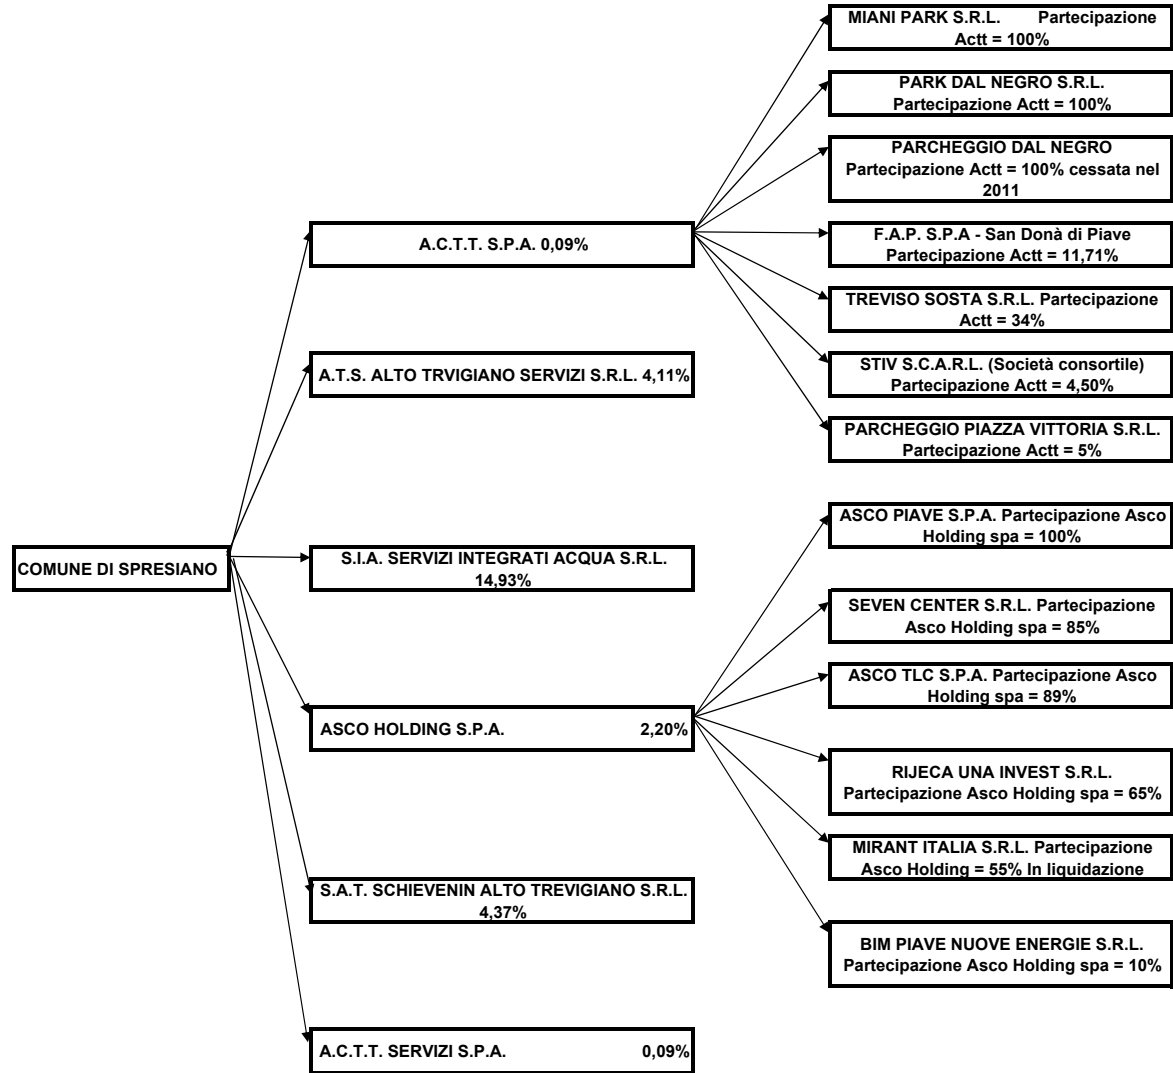 MIANI PARK S.R.L. Partecipazione
Actt = 100%
PARK DAL NEGRO S.R.L.
Partecipazione Actt = 100%
PARCHEGGIO DAL NEGRO
Partecipazione Actt = 100% cessata nel
2011
A.C.T.T. S.P.A. 0,09%
F.A.P. S.P.A - San Donà di Piave
Partecipazione Actt = 11,71%
TREVISO SOSTA S.R.L. Partecipazione
Actt = 34%
A.T.S. ALTO TRVIGIANO SERVIZI S.R.L. 4,11%
STIV S.C.A.R.L. (Società consortile)
Partecipazione Actt = 4,50%
PARCHEGGIO PIAZZA VITTORIA S.R.L.
Partecipazione Actt = 5%
COMUNE DI SPRESIANO
S.I.A. SERVIZI INTEGRATI ACQUA S.R.L.
14,93%
ASCO PIAVE S.P.A. Partecipazione Asco
Holding spa = 100%
SEVEN CENTER S.R.L. Partecipazione
Asco Holding spa = 85%
ASCO TLC S.P.A. Partecipazione Asco
Holding spa = 89%
ASCO HOLDING S.P.A. 2,20%
RIJECA UNA INVEST S.R.L.
Partecipazione Asco Holding spa = 65%
MIRANT ITALIA S.R.L. Partecipazione
Asco Holding = 55% In liquidazione
S.A.T. SCHIEVENIN ALTO TREVIGIANO S.R.L.
4,37%
BIM PIAVE NUOVE ENERGIE S.R.L.
Partecipazione Asco Holding spa = 10%
A.C.T.T. SERVIZI S.P.A. 0,09%